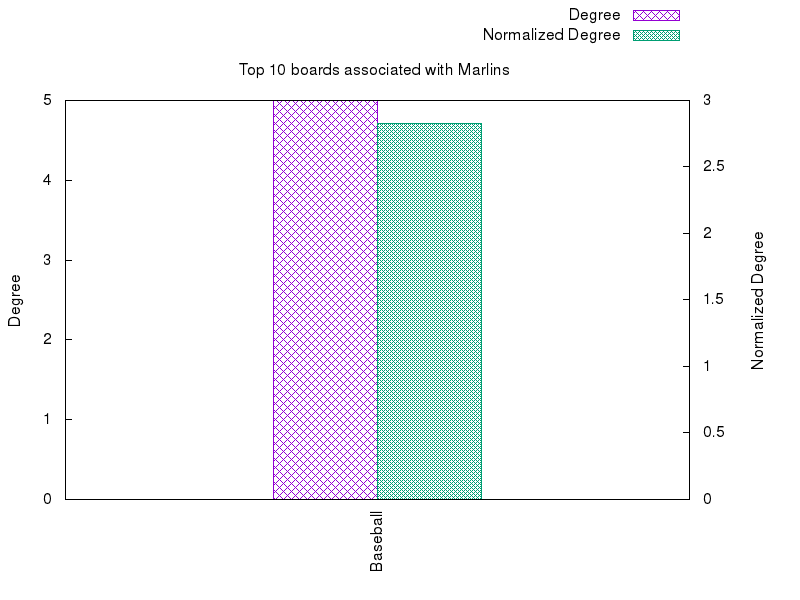 Degree
Normalized Degree
Top 10 boards associated with Marlins
5
4
3
2
1
0
3
2.5
2
1.5
1
0.5
0
Degree
Normalized Degree
Baseball